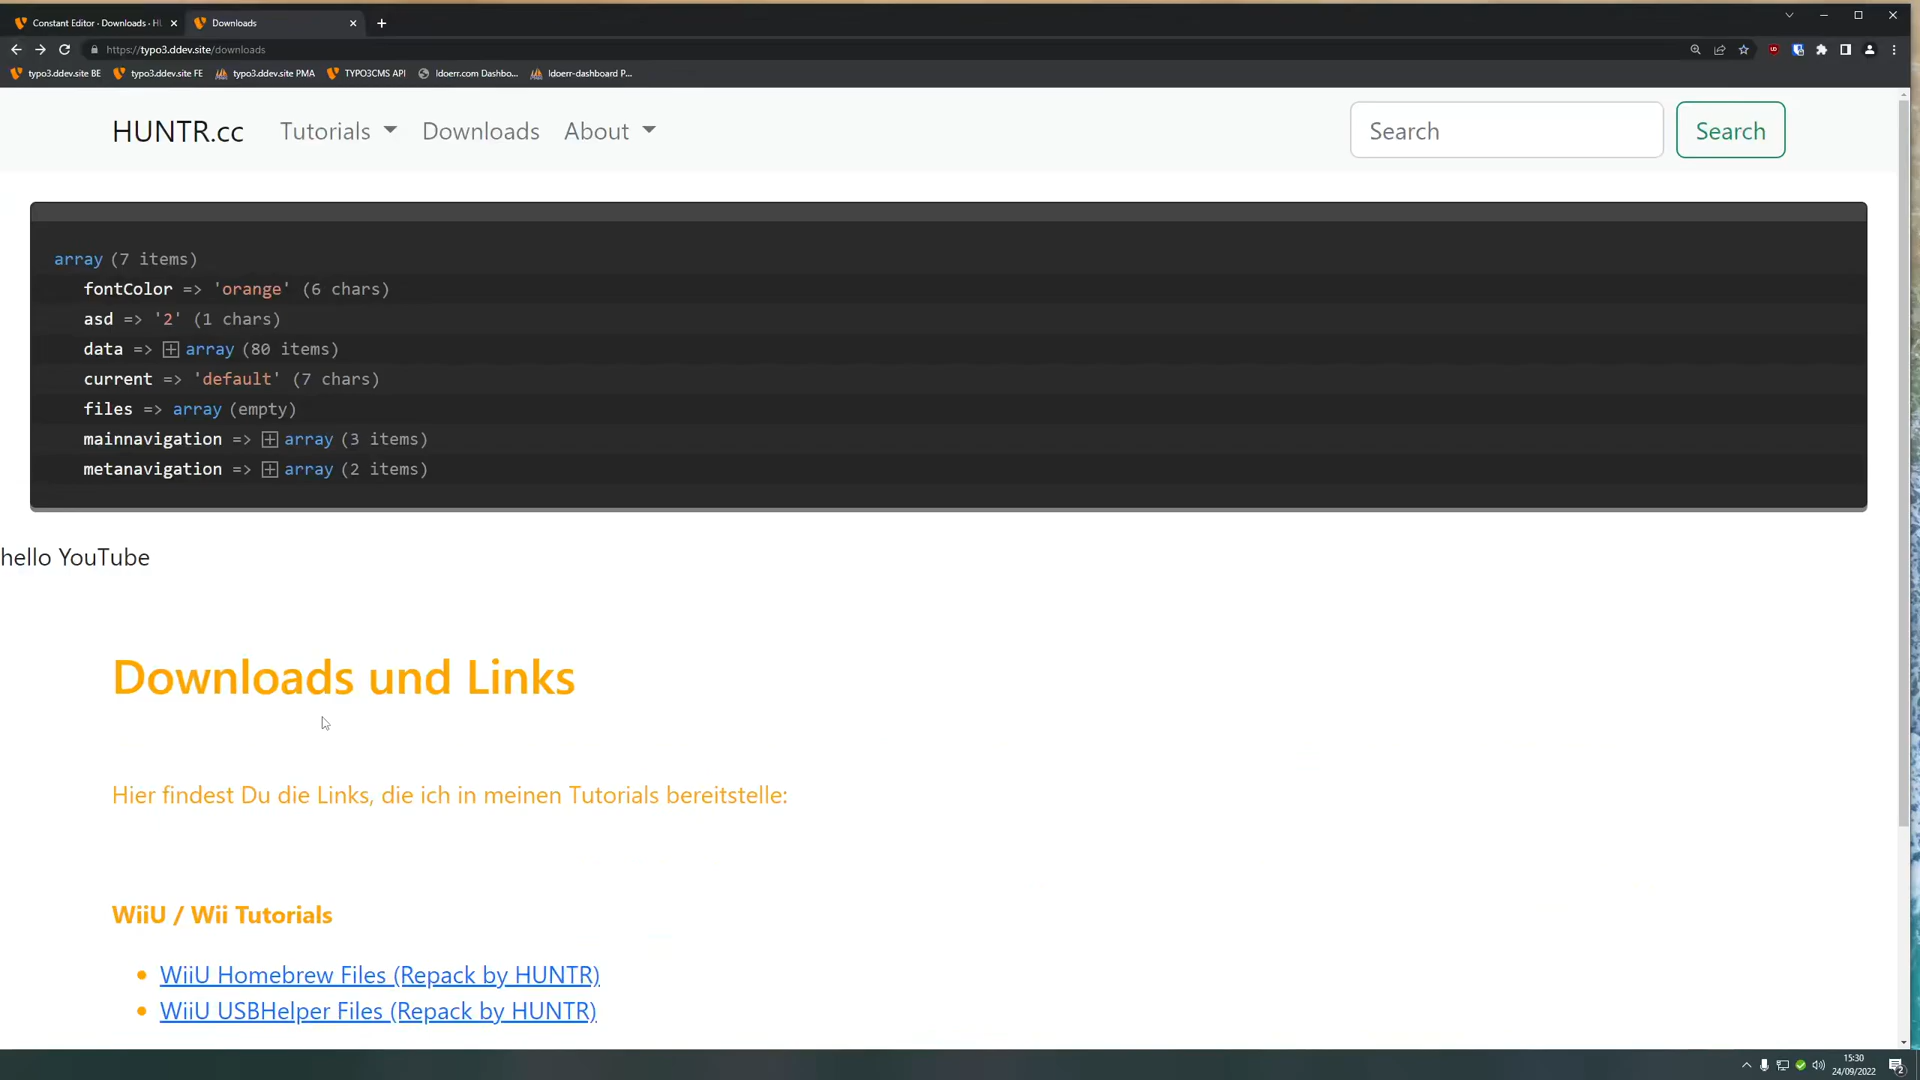 Constant Editor · Downloads · H
Downloads
https://typo3.ddev.site/downloads
typo3.ddev.site BE
typo3.ddev.site FE
typo3.ddev.site PMA
TYPO3CMS API
ldoerr.com Dashbo...
ldoerr-dashboard P...
HUNTR.cc
Tutorials
Downloads
About
Search
Search
array (7 items)
fontColor => 'orange' (6 chars)
asd => '2' (1 chars)
data => array (80 items)
current => 'default' (7 chars)
files => array (empty)
mainnavigation => array (3 items)
metanavigation => array (2 items)
hello YouTube
Downloads und Links
Hier findest Du die Links, die ich in meinen Tutorials bereitstelle:
WiiU / Wii Tutorials
WiiU Homebrew Files (Repack by HUNTR)
WiiU USBHelper Files (Repack by HUNTR)
15:30
24/09/2022